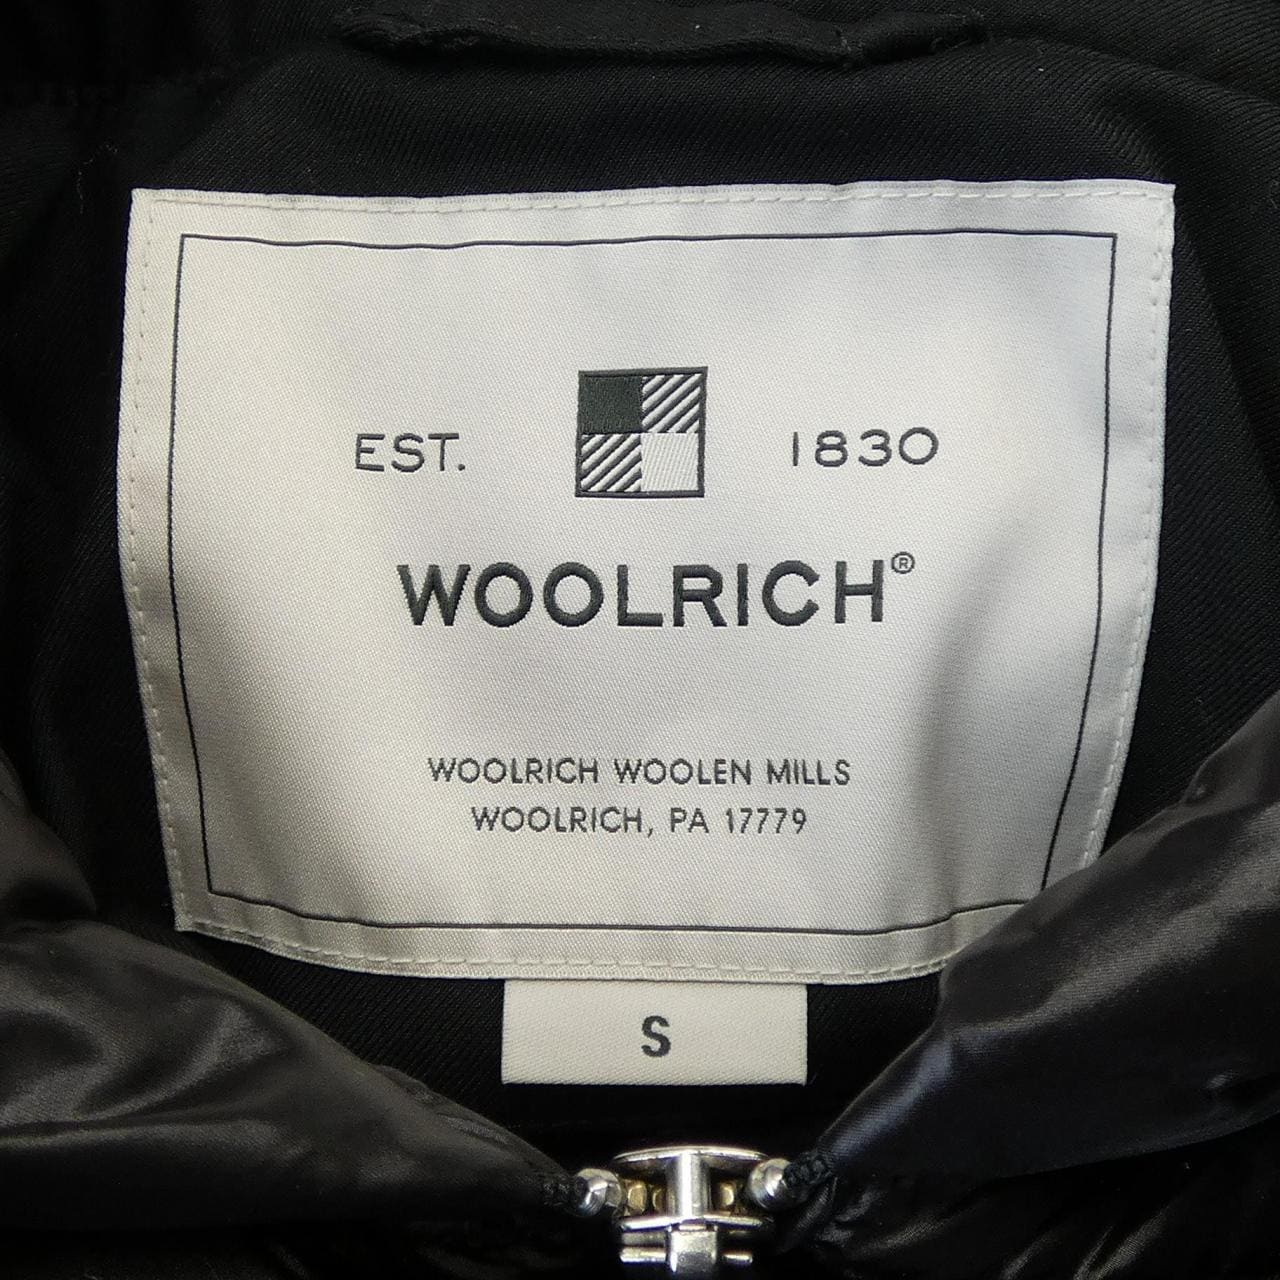 EST. 1830
WOOLRICH®
WOOLRICH WOOLEN MILLS
WOOLRICH, PA 17779
S